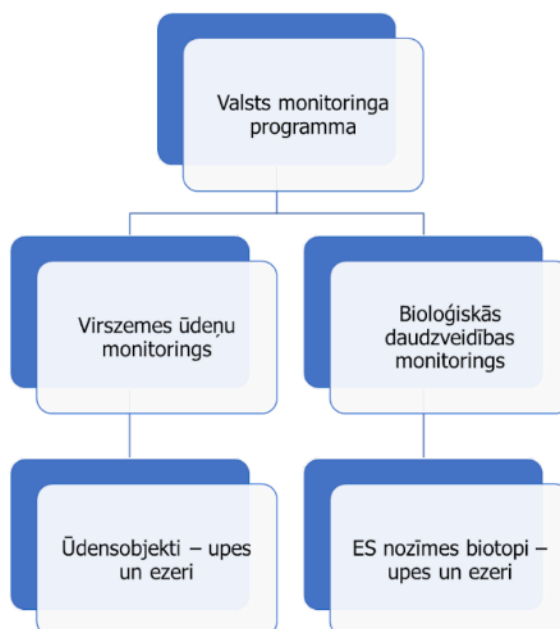 Valsts monitoringa
programma
Virszemes ūdeņu
monitorings
Bioloģiskās
daudzveidības
monitorings
Ūdensobjekti – upes
un ezeri
ES nozīmes biotopi –
upes un ezeri